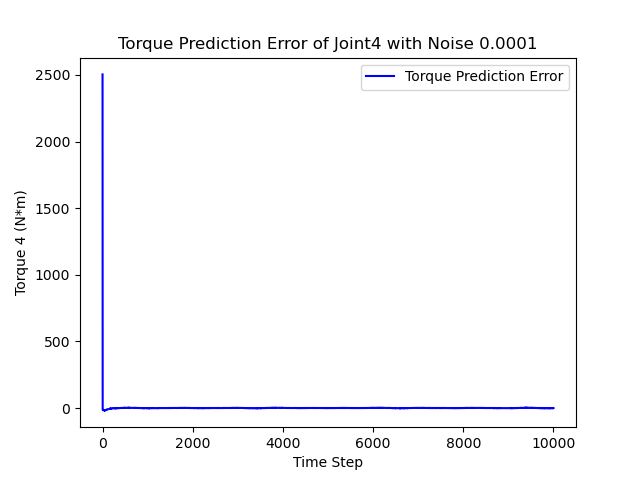 Torque Prediction Error of Joint4 with Noise 0.0001
Torque Prediction Error
2500
2000
1500
1000
500
0
Torque 4 (N*m)
0 2000 4000 6000 8000 10000
Time Step